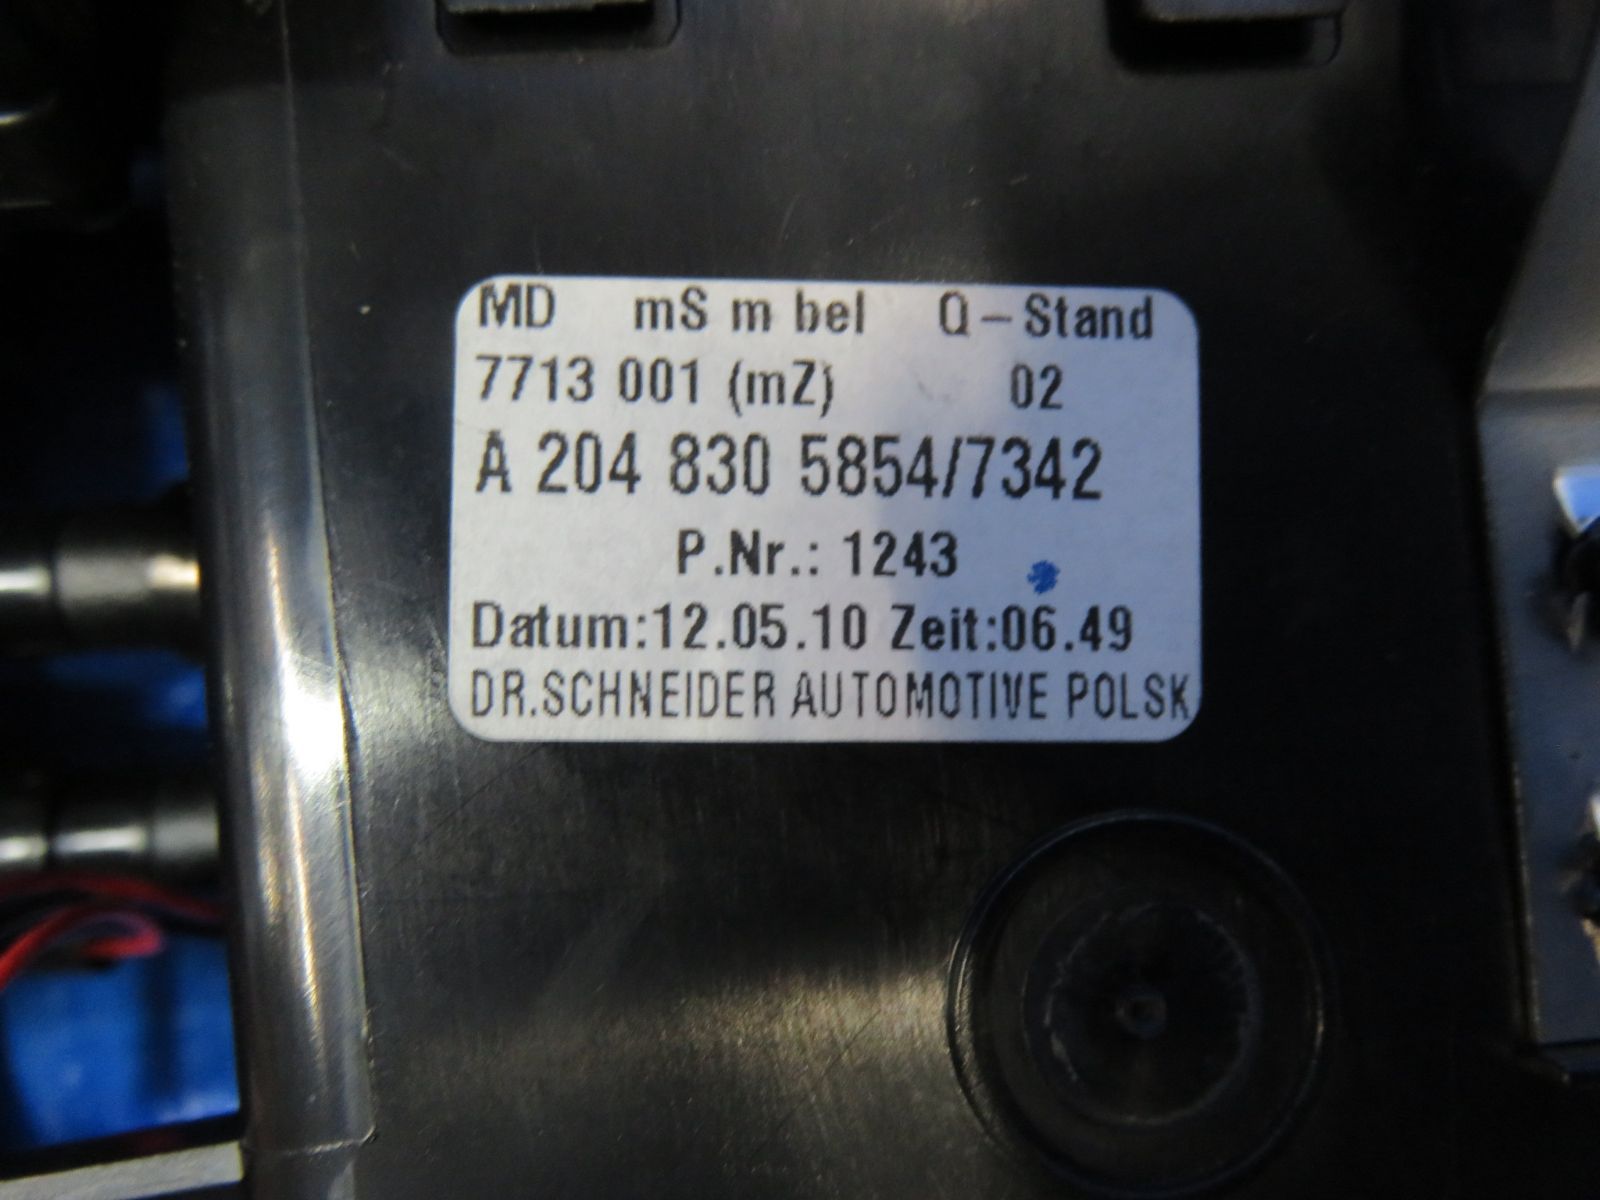 MD mS m bel Q-Stand
7713 001 (mZ) 02
A 204 830 5854/7342
P.Nr.: 1243
Datum:12.05.10 Zeit:06.49
DR.SCHNEIDER AUTOMOTIVE POLSK